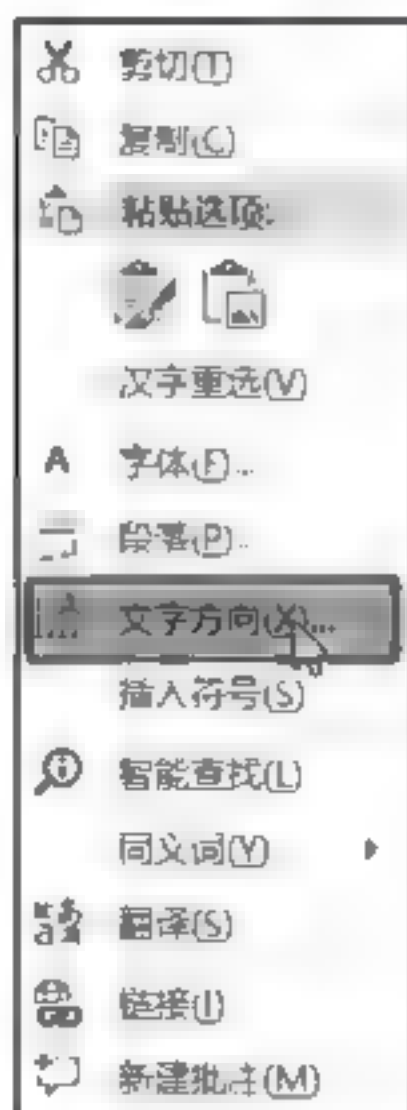 剪切(T)
复制(C)
粘贴选项:
汉字重选(V)
A 字体(F)...
段落(P)...
文字方向(X)...
插入符号(S)
智能查找(L)
同义词(Y)
翻译(S)
链接(I)
新建批注(M)